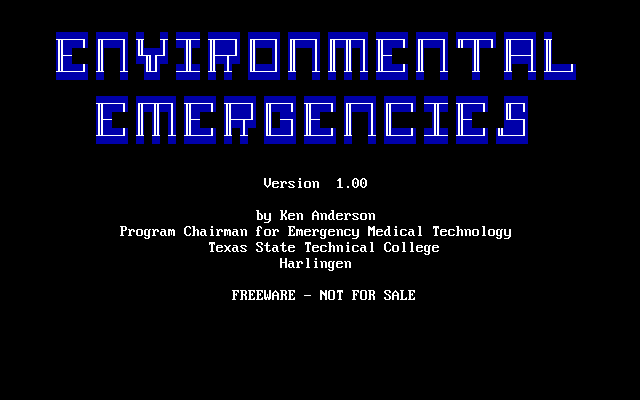 ENVIRONMENTAL
EMERGENCIES
Version 1.00
by Ken Anderson
Program Chairman for Emergency Medical Technology
Texas State Technical College
Harlingen
FREEWARE - NOT FOR SALE